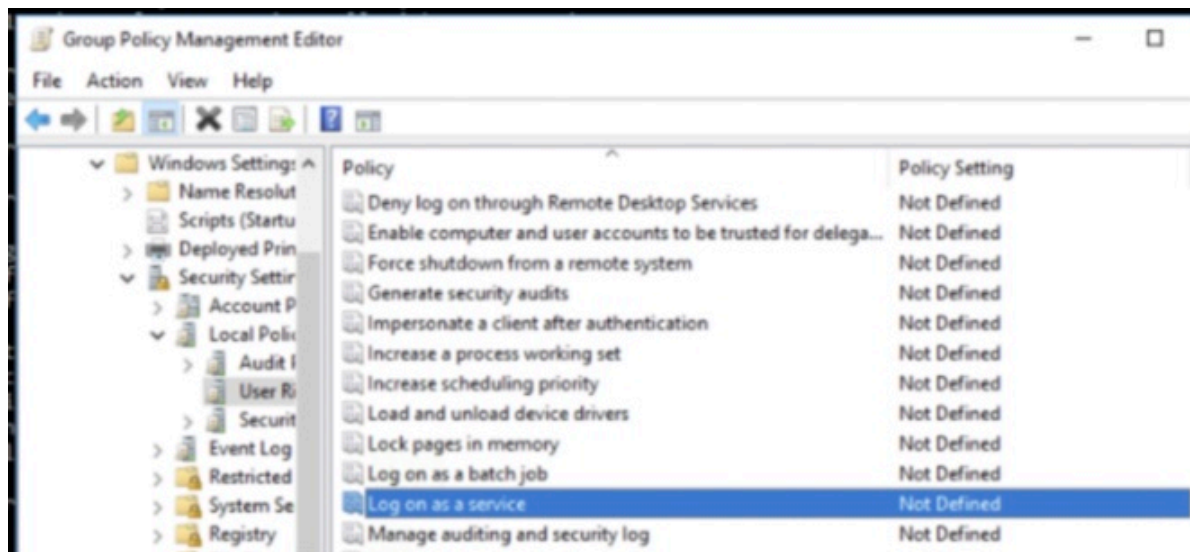 Group Policy Management Editor
File Action View Help
Windows Settings
Name Resolut
Scripts (Startu
Deployed Prin
Security Settin
Account P
Local Polic
Audit P
User Ri
Securit
Event Log
Restricted
System Se
Registry
Policy Policy Setting
Deny log on through Remote Desktop Services Not Defined
Enable computer and user accounts to be trusted for delega... Not Defined
Force shutdown from a remote system Not Defined
Generate security audits Not Defined
Impersonate a client after authentication Not Defined
Increase a process working set Not Defined
Increase scheduling priority Not Defined
Load and unload device drivers Not Defined
Lock pages in memory Not Defined
Log on as a batch job Not Defined
Log on as a service Not Defined
Manage auditing and security log Not Defined